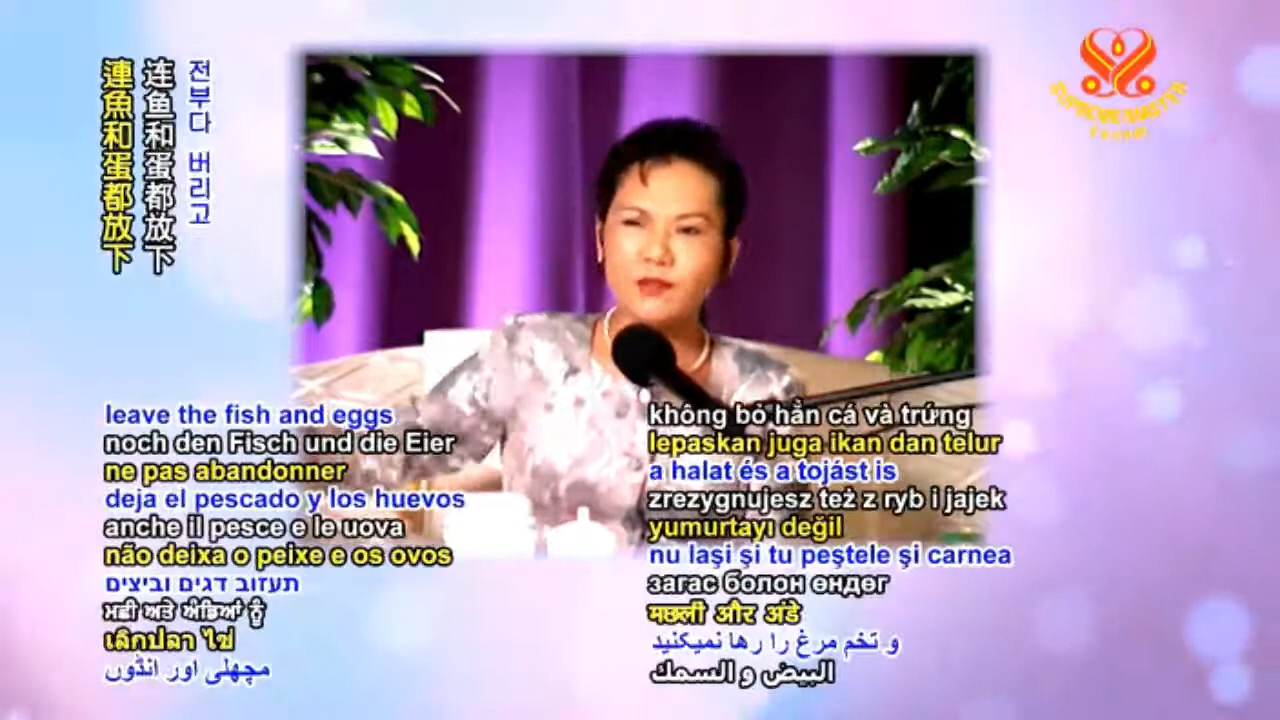 連魚和蛋都放下
连鱼和蛋都放下
전부다 버리고
SUPREME MASTER
leave the fish and eggs
noch den Fisch und die Eier
ne pas abandonner
deja el pescado y los huevos
anche il pesce e le uova
não deixa o peixe e os ovos
תעזוב דגים וביצים
ਮਛੀ ਅਤੇ ਅੰਡਿਆਂ ਨੂੰ
เลิกปลา ไข่
مچھلی اور انڈوں
không bỏ hẳn cá và trứng
lepaskan juga ikan dan telur
a halat és a tojást is
zrezygnujesz też z ryb i jajek
yumurtayı değil
nu laşi şi tu peştele şi carnea
загас болон өндөг
मछली और अंडे
و تخم مرغ را رها نمیکنید
البيض و السمك